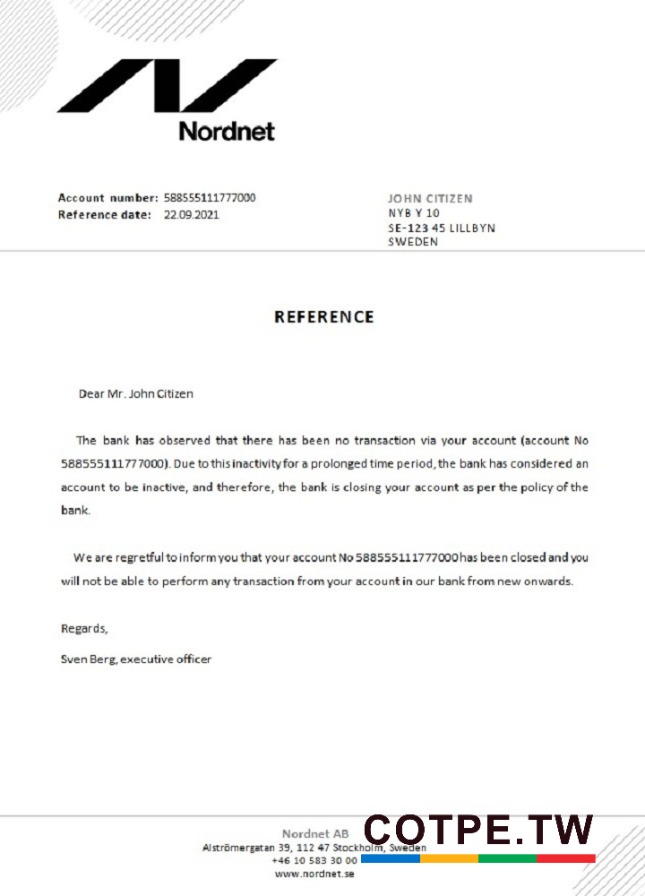 Nordnet
Account number: 588555111777000
Reference date: 22.09.2021
JOHN CITIZEN
NYB Y 10
SE-123 45 LILLBYN
SWEDEN
REFERENCE
Dear Mr. John Citizen
The bank has observed that there has been no transaction via your account (account No
588555111777000). Due to this inactivity for a prolonged time period, the bank has considered an
account to be inactive, and therefore, the bank is closing your account as per the policy of the
bank.
We are regretful to inform you that your account No 588555111777000 has been closed and you
will not be able to perform any transaction from your account in our bank from new onwards.
Regards,
Sven Berg, executive officer
Nordnet AB
Alströmergatan 39, 112 47 Stockholm, Sweden
+46 10 583 30 00
www.nordnet.se
COTPE.TW